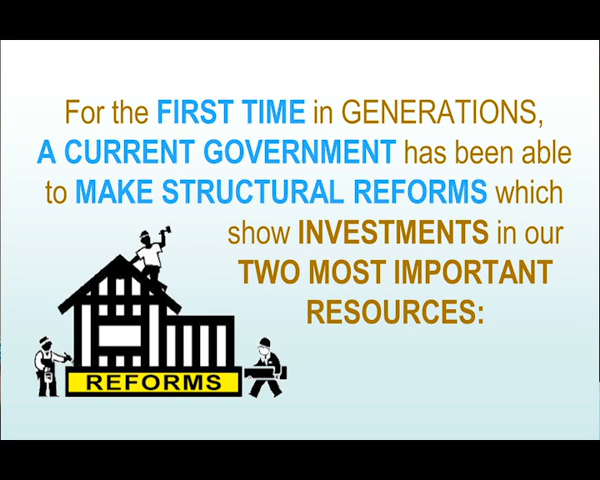 For the FIRST TIME in GENERATIONS,
A CURRENT GOVERNMENT has been able
to MAKE STRUCTURAL REFORMS which
show INVESTMENTS in our
TWO MOST IMPORTANT
RESOURCES:
REFORMS